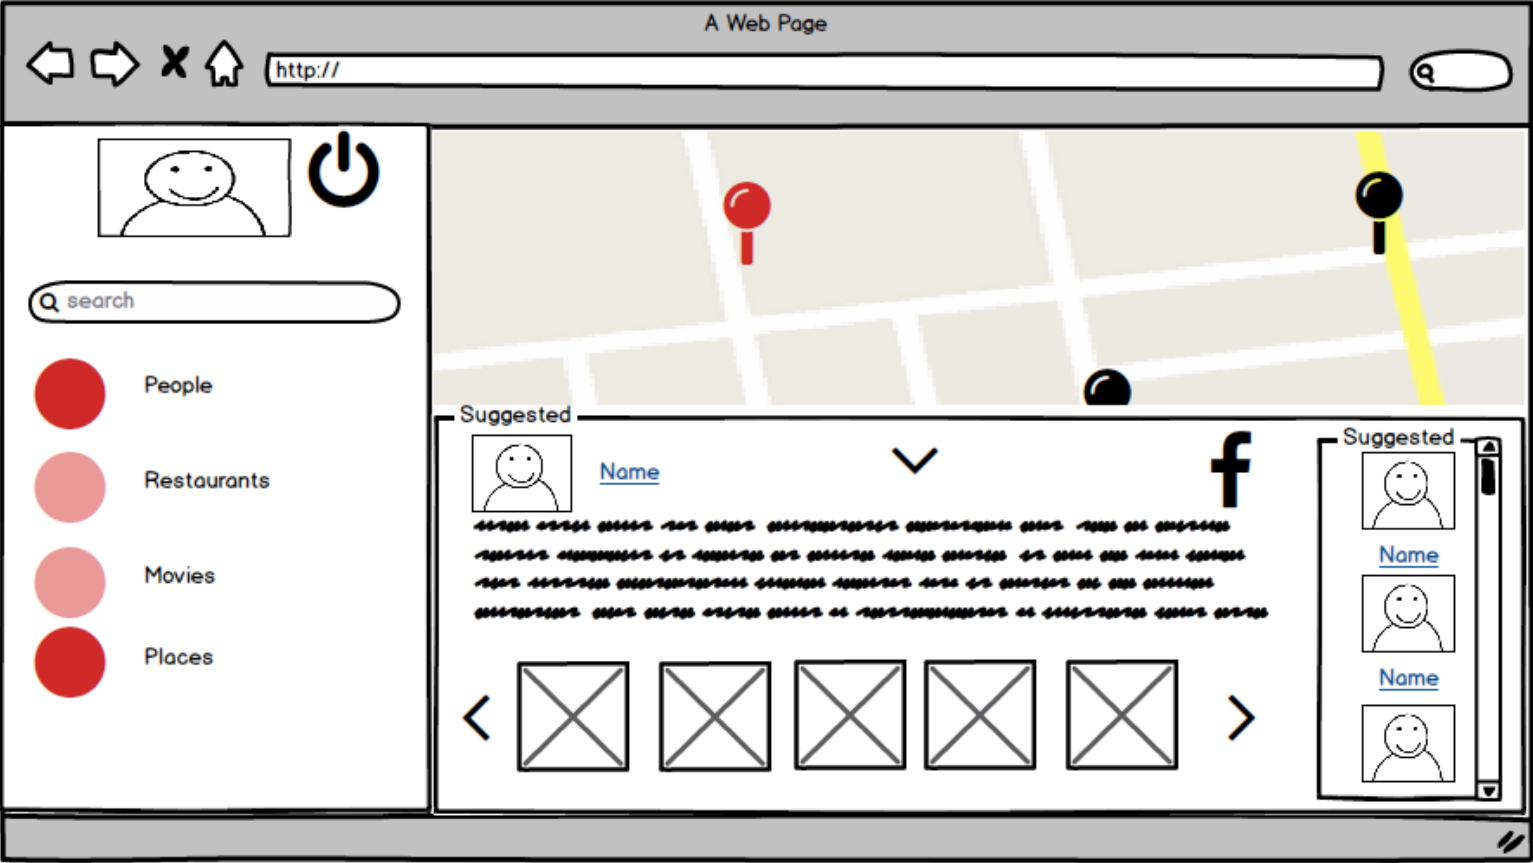 A Web Page
http://
search
People
Restaurants
Movies
Places
Suggested
Name
Suggested
Name
Name